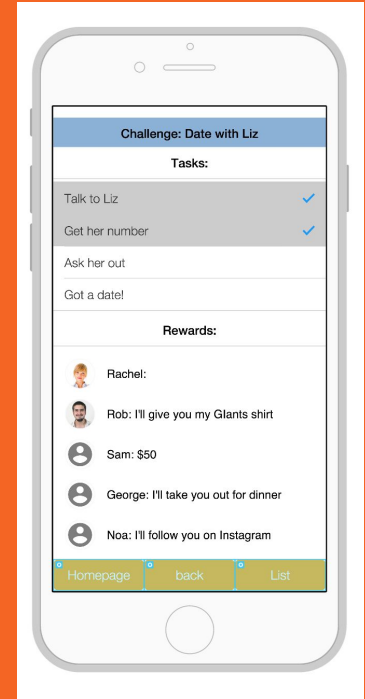 Challenge: Date with Liz
Tasks:
Talk to Liz
Get her number
Ask her out
Got a date!
Rewards:
Rachel:
Rob: I'll give you my GIants shirt
Sam: $50
George: I'll take you out for dinner
Noa: I'll follow you on Instagram
Homepage back List